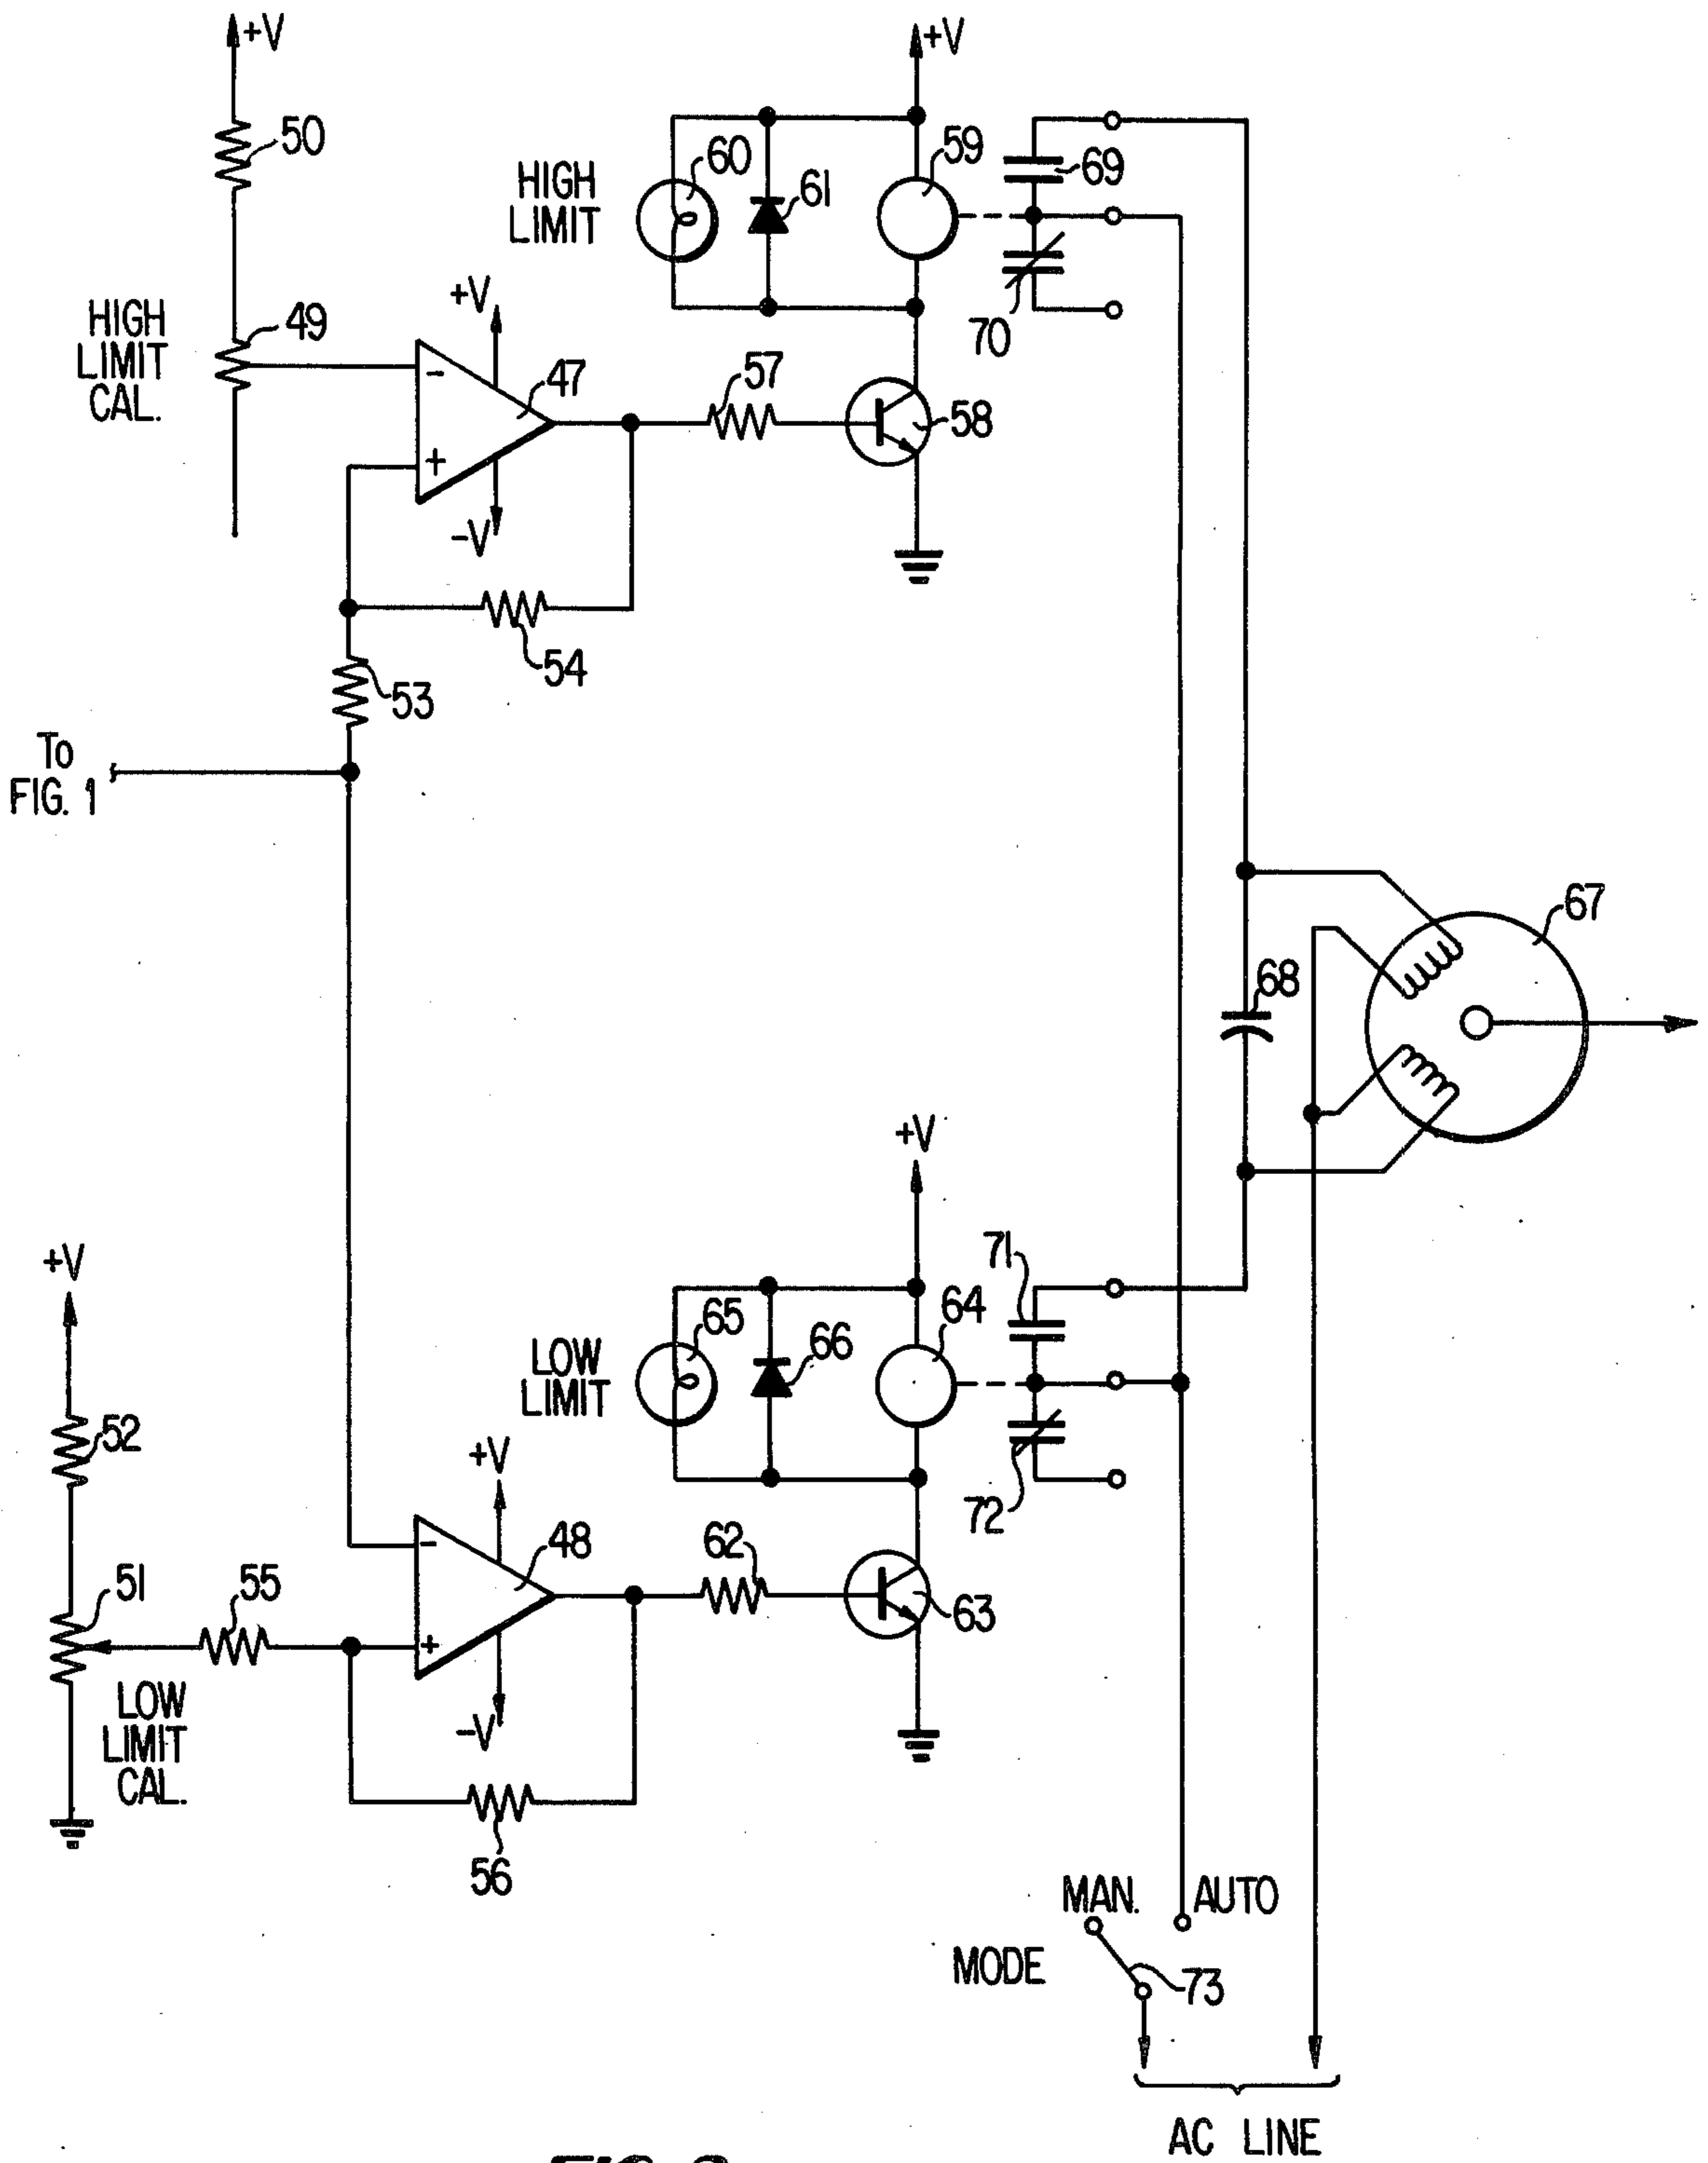 +V
+V
50
60
59
69
HIGH
LIMIT
61
+V
HIGH
LIMIT
CAL.
49
70
47
57
58
-
+
-V
54
53
To
FIG. 1
67
68
+V
71
64
+V
65
66
LOW
LIMIT
52
+V
72
48
62
51
55
-
63
+
LOW
LIMIT
CAL.
-V
56
MAN.
AUTO
MODE
73
AC LINE